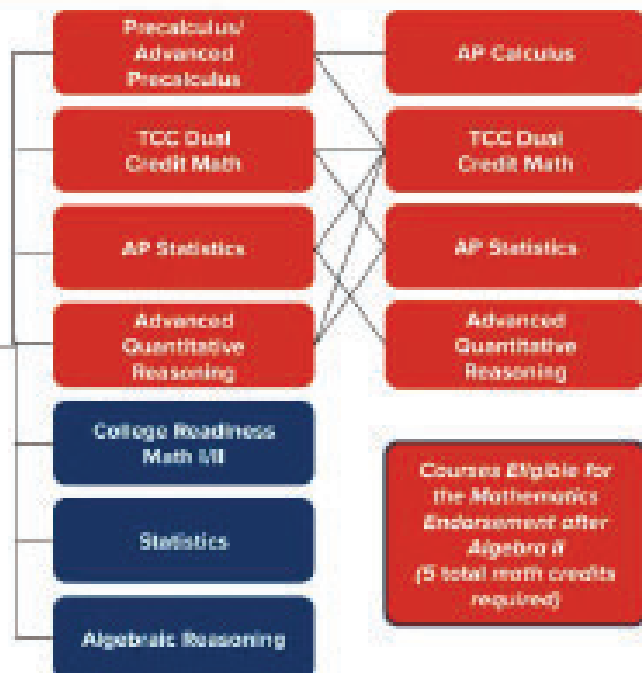 Precalculus/
Advanced
Precalculus
TCC Dual
Credit Math
AP Statistics
Advanced
Quantitative
Reasoning
College Readiness
Math I/II
Statistics
Algebraic Reasoning
AP Calculus
TCC Dual
Credit Math
AP Statistics
Advanced
Quantitative
Reasoning
Courses Eligible for
the Mathematics
Endorsement after
Algebra II
(5 total math credits
required)